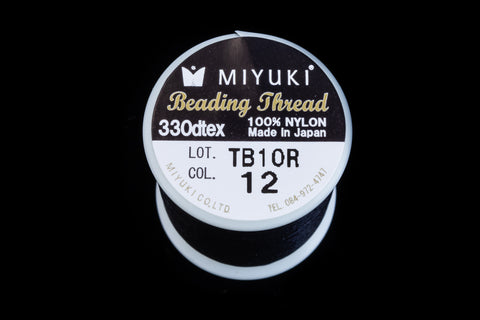 MIYUKI
Beading Thread
330dtex 100% NYLON Made in Japan
LOT. TB10R
COL. 12
MIYUKI CO., LTD. TEL 084-972-4747